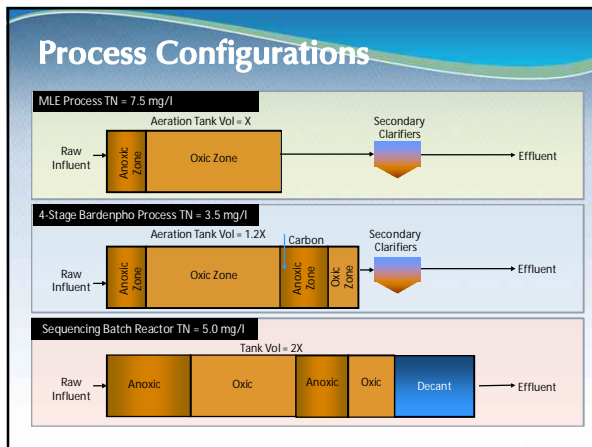 Process Configurations
MLE Process TN = 7.5 mg/l
Aeration Tank Vol = X
Raw
Influent
Anoxic
Zone
Oxic Zone
Secondary
Clarifiers
Effluent
4-Stage Bardenpho Process TN = 3.5 mg/l
Aeration Tank Vol = 1.2X
Carbon
Raw
Influent
Anoxic
Zone
Oxic Zone
Anoxic
Zone
Oxic
Zone
Secondary
Clarifiers
Effluent
Sequencing Batch Reactor TN = 5.0 mg/l
Tank Vol = 2X
Raw
Influent
Anoxic
Oxic
Anoxic
Oxic
Decant
Effluent